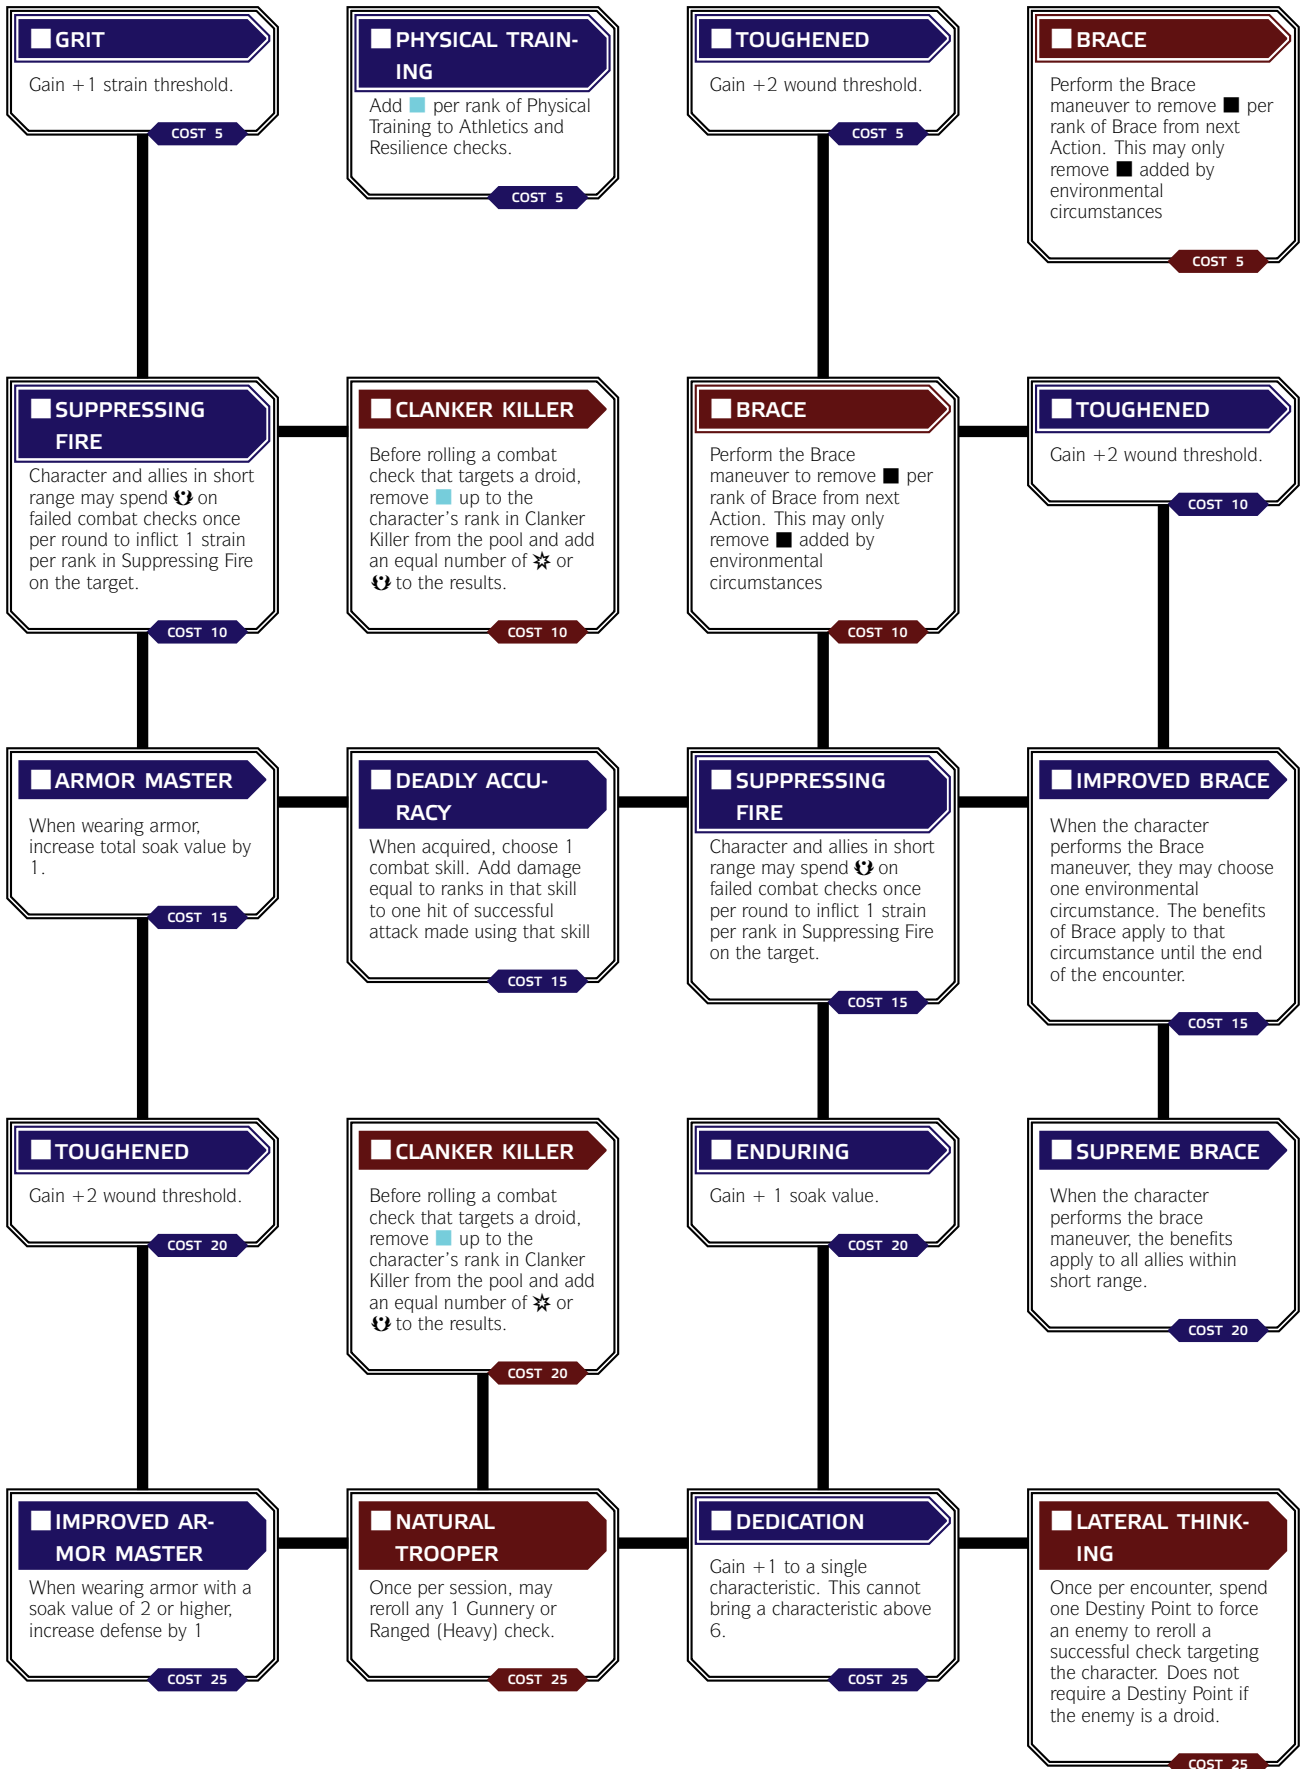 GRIT
Gain +1 strain threshold.
COST 5
PHYSICAL TRAIN-
ING
Add per rank of Physical
Training to Athletics and
Resilience checks.
COST 5
TOUGHENED
Gain +2 wound threshold.
COST 5
BRACE
Perform the Brace
maneuver to remove per
rank of Brace from next
Action. This may only
remove added by
environmental
circumstances
COST 5
SUPPRESSING
FIRE
Character and allies in short
range may spend on
failed combat checks once
per round to inflict 1 strain
per rank in Suppressing Fire
on the target.
COST 10
CLANKER KILLER
Before rolling a combat
check that targets a droid,
remove up to the
character's rank in Clanker
Killer from the pool and add
an equal number of or
to the results.
COST 10
BRACE
Perform the Brace
maneuver to remove per
rank of Brace from next
Action. This may only
remove added by
environmental
circumstances
COST 10
TOUGHENED
Gain +2 wound threshold.
COST 10
ARMOR MASTER
When wearing armor,
increase total soak value by
1.
COST 15
DEADLY ACCU-
RACY
When acquired, choose 1
combat skill. Add damage
equal to ranks in that skill
to one hit of successful
attack made using that skill
COST 15
SUPPRESSING
FIRE
Character and allies in short
range may spend on
failed combat checks once
per round to inflict 1 strain
per rank in Suppressing Fire
on the target.
COST 15
IMPROVED BRACE
When the character
performs the Brace
maneuver, they may choose
one environmental
circumstance. The benefits
of Brace apply to that
circumstance until the end
of the encounter.
COST 15
TOUGHENED
Gain +2 wound threshold.
COST 20
CLANKER KILLER
Before rolling a combat
check that targets a droid,
remove up to the
character's rank in Clanker
Killer from the pool and add
an equal number of or
to the results.
COST 20
ENDURING
Gain + 1 soak value.
COST 20
SUPREME BRACE
When the character
performs the brace
maneuver, the benefits
apply to all allies within
short range.
COST 20
IMPROVED AR-
MOR MASTER
When wearing armor with a
soak value of 2 or higher,
increase defense by 1
COST 25
NATURAL
TROOPER
Once per session, may
reroll any 1 Gunnery or
Ranged (Heavy) check.
COST 25
DEDICATION
Gain +1 to a single
characteristic. This cannot
bring a characteristic above
6.
COST 25
LATERAL THINK-
ING
Once per encounter, spend
one Destiny Point to force
an enemy to reroll a
successful check targeting
the character. Does not
require a Destiny Point if
the enemy is a droid.
COST 25